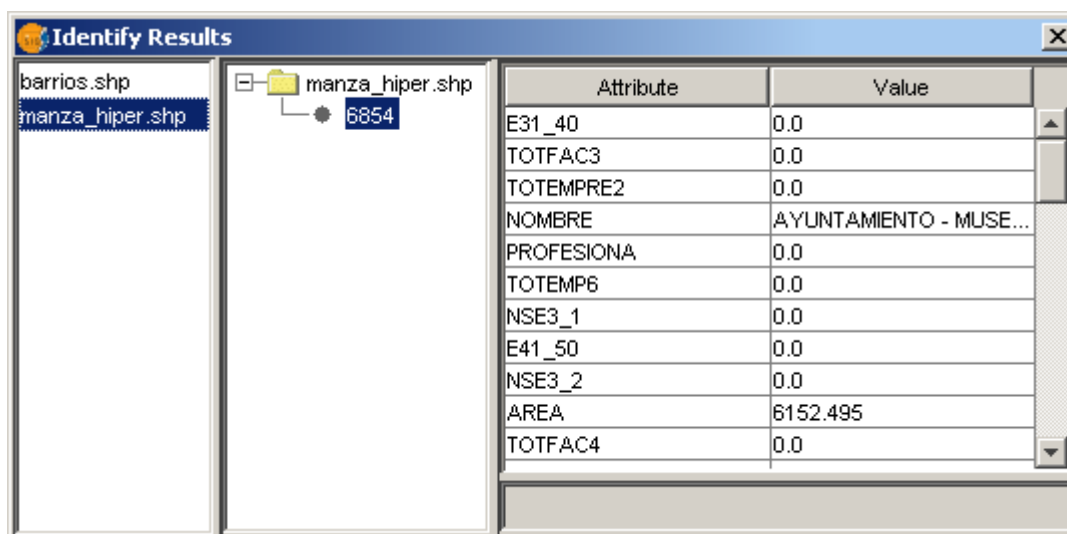 Identify Results
barrios.shp
manza_hiper.shp
manza_hiper.shp
6854
Attribute Value
E31_40 0.0
TOTFAC3 0.0
TOTEMPRE2 0.0
NOMBRE AYUNTAMIENTO - MUSE...
PROFESIONA 0.0
TOTEMP6 0.0
NSE3_1 0.0
E41_50 0.0
NSE3_2 0.0
AREA 6152.495
TOTFAC4 0.0